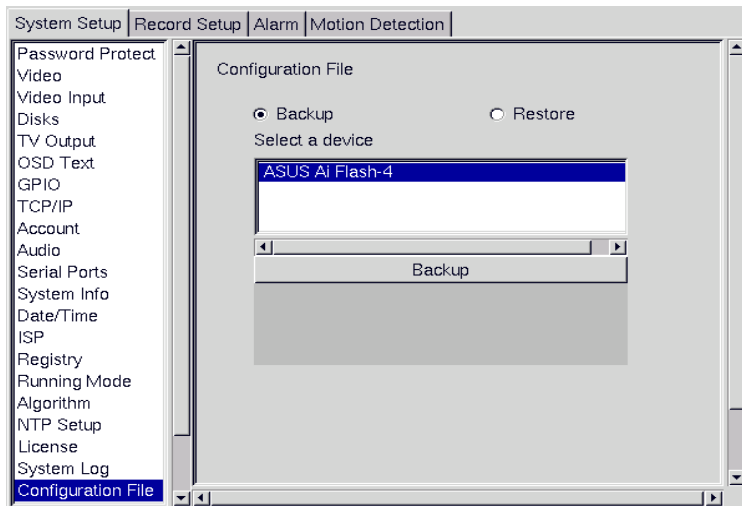 System Setup Record Setup Alarm Motion Detection
Password Protect
Video
Video Input
Disks
TV Output
OSD Text
GPIO
TCP/IP
Account
Audio
Serial Ports
System Info
Date/Time
ISP
Registry
Running Mode
Algorithm
NTP Setup
License
System Log
Configuration File
Configuration File
Backup Restore
Select a device
ASUS Ai Flash-4
Backup